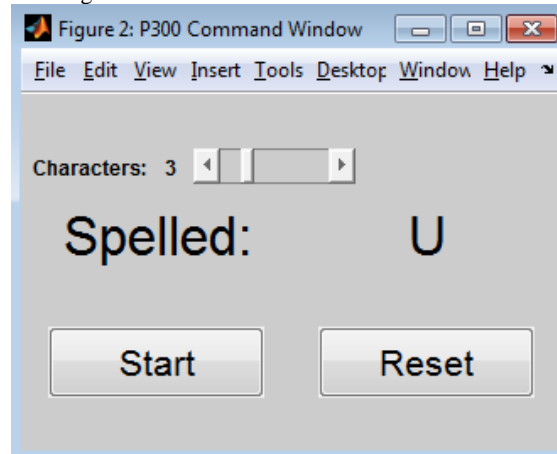 Figure 2: P300 Command Window
File Edit View Insert Tools Desktop Window Help
Characters: 3
Spelled: U
Start Reset